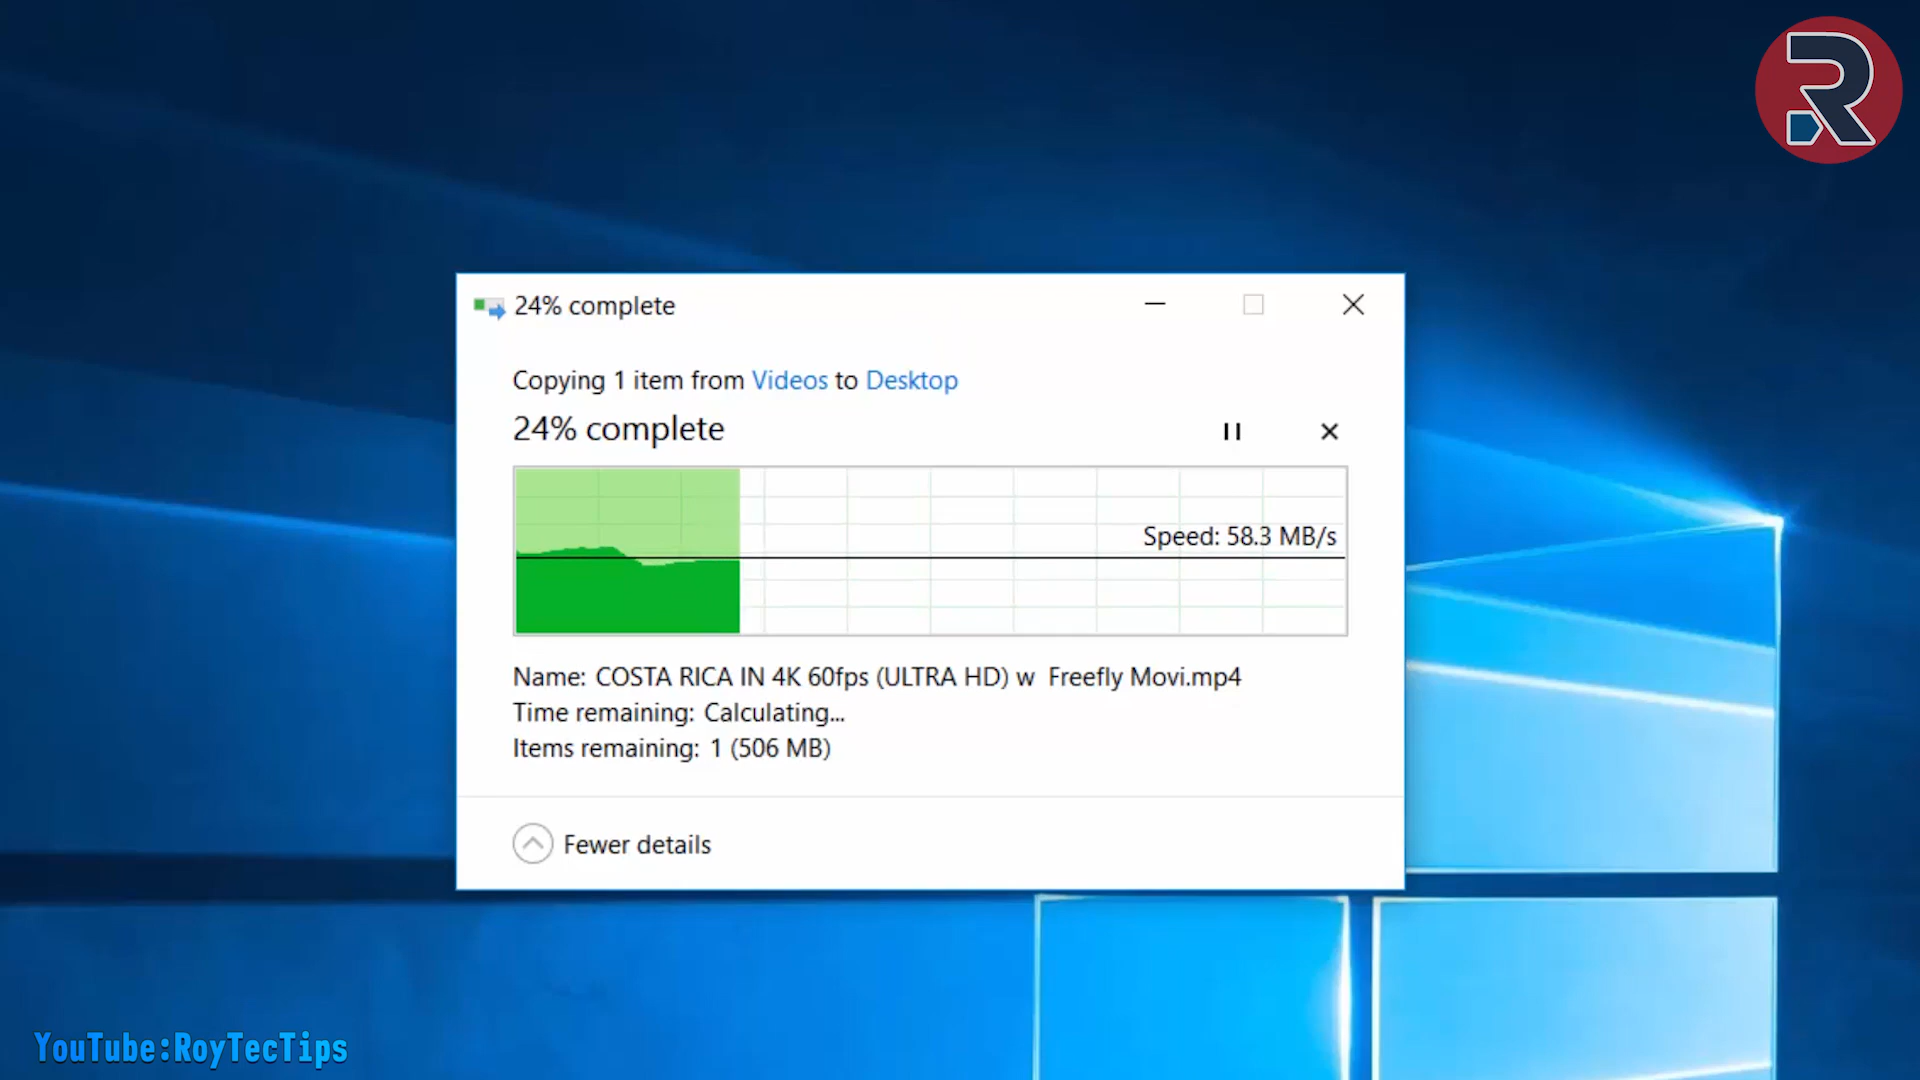 R
24% complete
Copying 1 item from Videos to Desktop
24% complete
Speed: 58.3 MB/s
Name: COSTA RICA IN 4K 60fps (ULTRA HD) w  Freefly Movi.mp4
Time remaining: Calculating...
Items remaining: 1 (506 MB)
Fewer details
YouTube:RoyTecTips